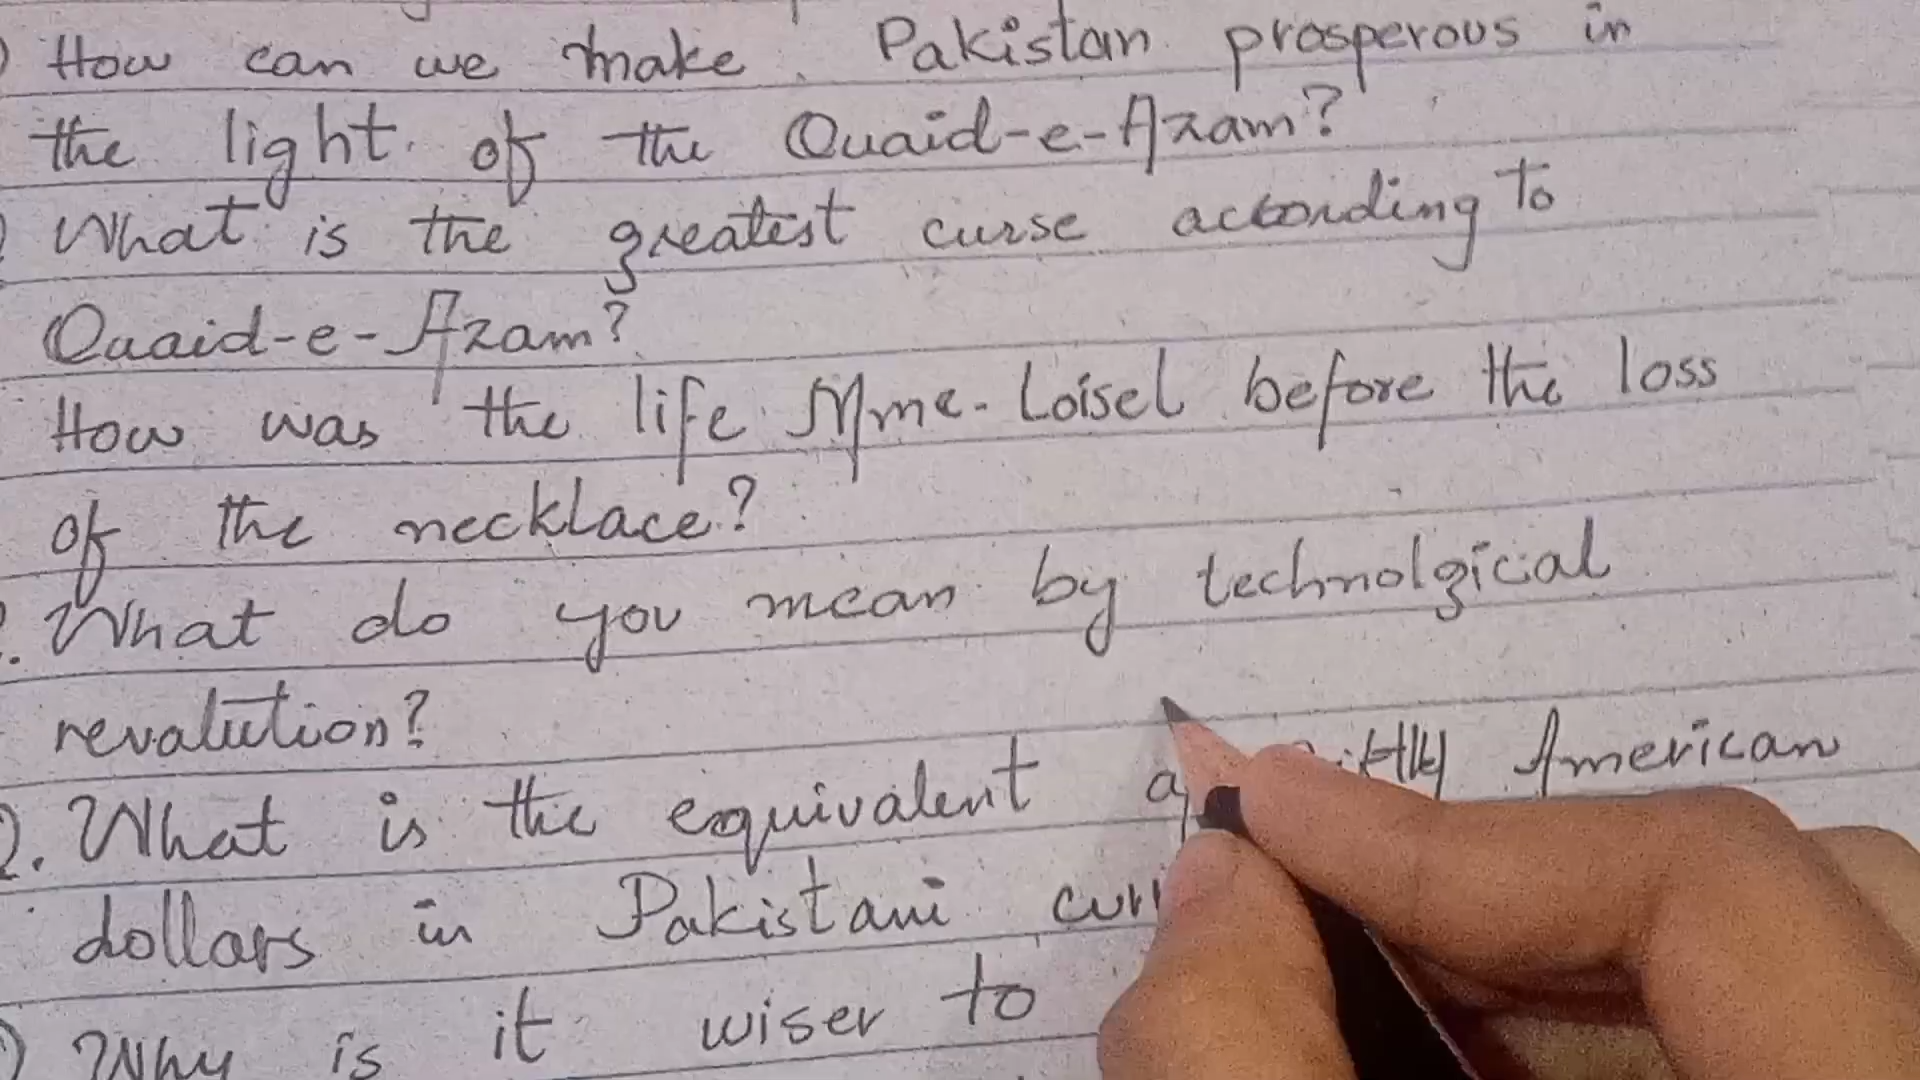 How can we make Pakistan prosperous in
the light of the Quaid-e-Azam?
What is the greatest curse according to
Quaid-e-Azam?
How was the life Mme. Loisel before the loss
of the necklace?
What do you mean by technolgical
revalution?
2. What is the equivalent American
dollars in Pakistani
Why is it wiser to